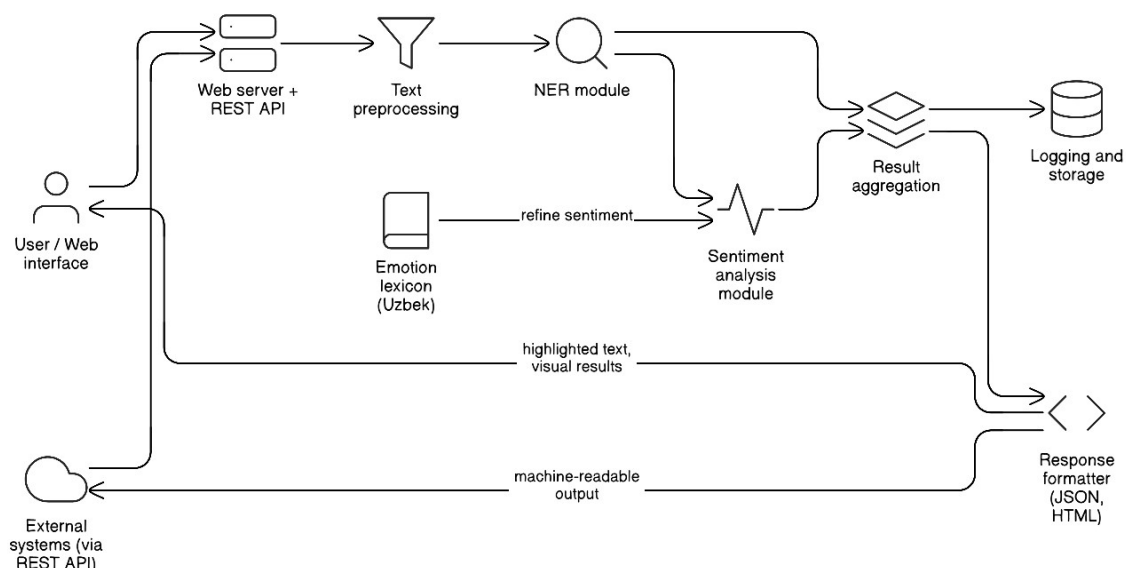 Web server +
REST API
Text
preprocessing
NER module
Result
aggregation
Logging and
storage
User / Web
interface
Emotion
lexicon
(Uzbek)
refine sentiment
Sentiment
analysis
module
highlighted text,
visual results
machine-readable
output
Response
formatter
(JSON,
HTML)
External
systems (via
REST API)